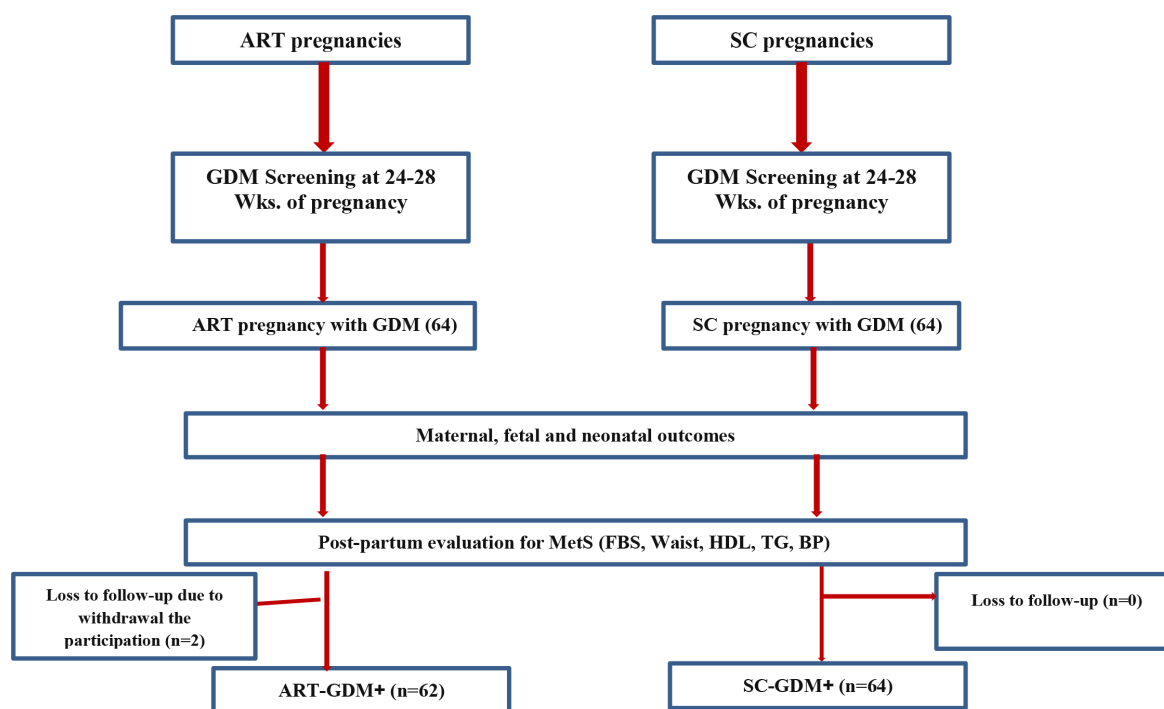 ART pregnancies
SC pregnancies
GDM Screening at 24-28
Wks. of pregnancy
GDM Screening at 24-28
Wks. of pregnancy
ART pregnancy with GDM (64)
SC pregnancy with GDM (64)
Maternal, fetal and neonatal outcomes
Post-partum evaluation for MetS (FBS, Waist, HDL, TG, BP)
Loss to follow-up due to
withdrawal the
participation (n=2)
Loss to follow-up (n=0)
ART-GDM+ (n=62)
SC-GDM+ (n=64)